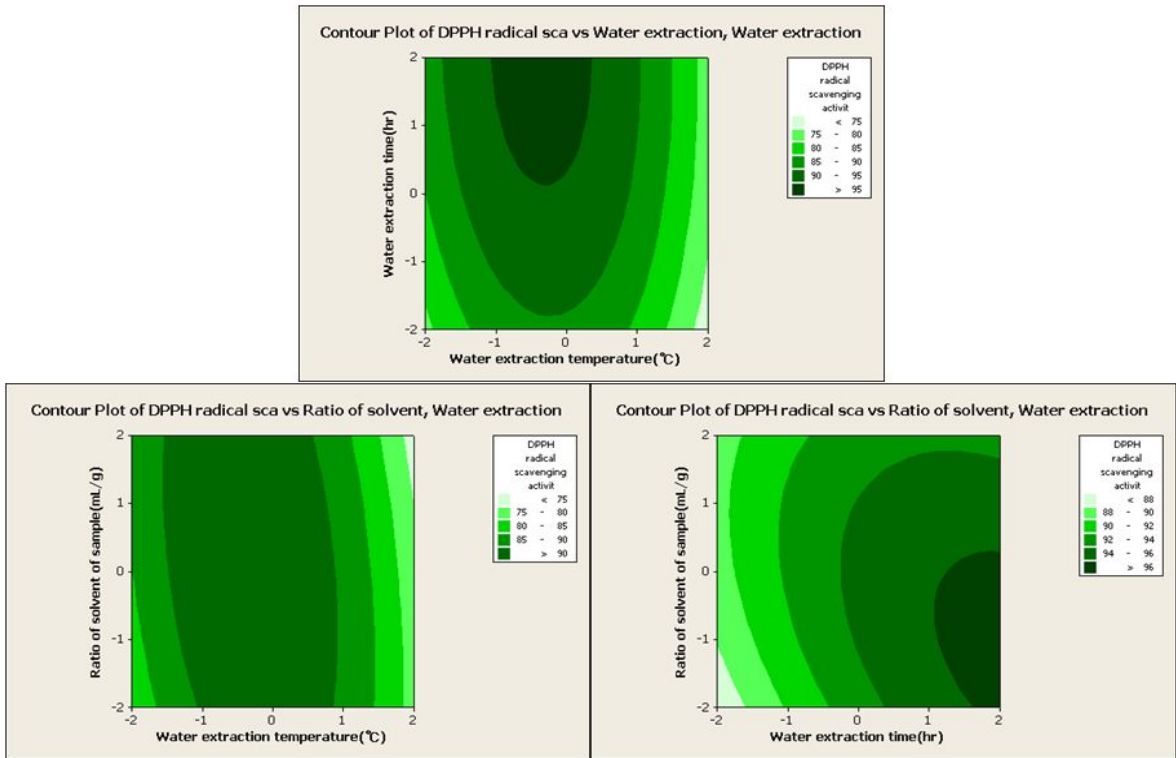 Contour Plot of DPPH radical sca vs Water extraction, Water extraction
Water extraction time(hr)
2
1
0
-1
-2
-2 -1 0 1 2
Water extraction temperature(℃)
DPPH
radical
scavenging
activit
< 75
75 - 80
80 - 85
85 - 90
90 - 95
> 95
Contour Plot of DPPH radical sca vs Ratio of solvent, Water extraction
Ratio of solvent of sample(mL/g)
2
1
0
-1
-2
-2 -1 0 1 2
Water extraction temperature(℃)
DPPH
radical
scavenging
activit
< 75
75 - 80
80 - 85
85 - 90
> 90
Contour Plot of DPPH radical sca vs Ratio of solvent, Water extraction
Ratio of solvent of sample(mL/g)
2
1
0
-1
-2
-2 -1 0 1 2
Water extraction time(hr)
DPPH
radical
scavenging
activit
< 88
88 - 90
90 - 92
92 - 94
94 - 96
> 96